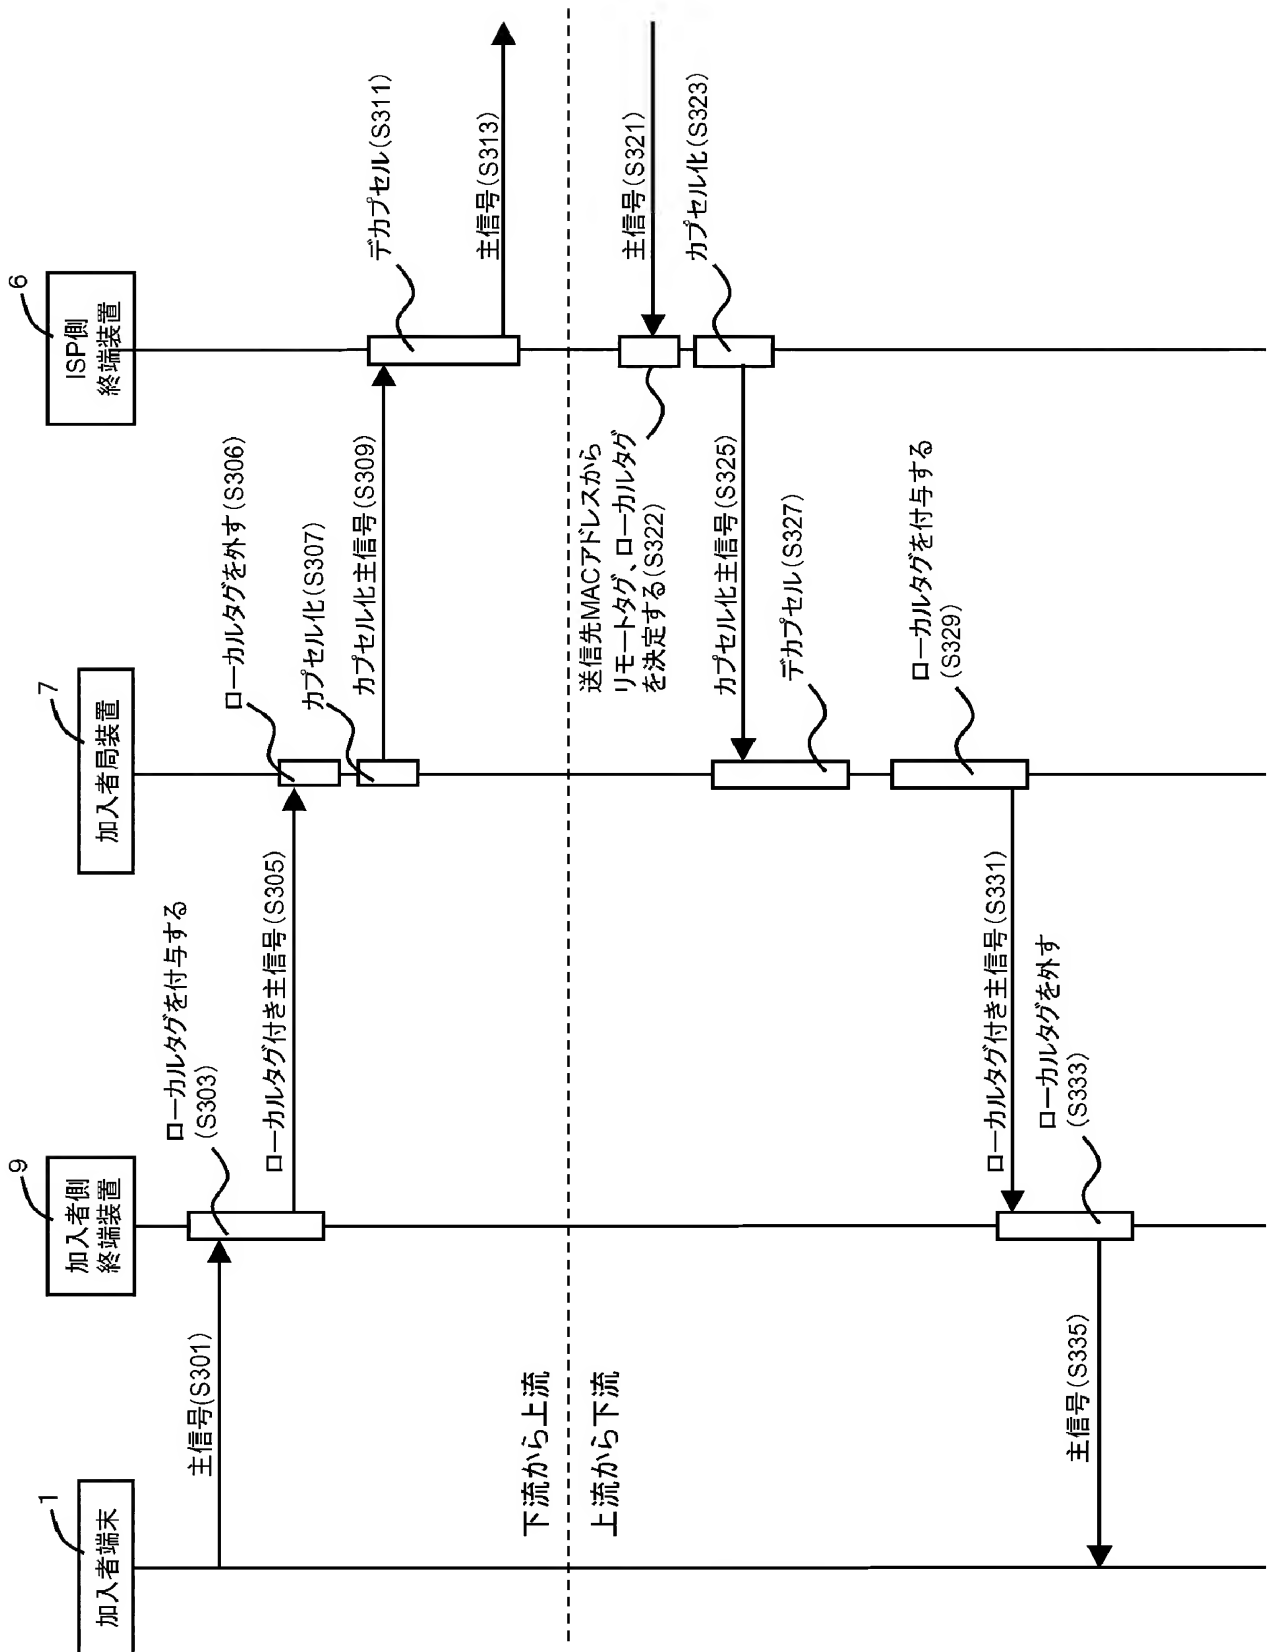 1
加入者端末
9
加入者側
終端装置
7
加入者局装置
6
ISP側
終端装置
主信号(S301)
ローカルタグを付与する
(S303)
ローカルタグ付き主信号(S305)
ローカルタグを外す(S306)
カプセル化(S307)
カプセル化主信号(S309)
デカプセル(S311)
主信号(S313)
下流から上流
上流から下流
主信号(S321)
送信先MACアドレスから
リモートタグ、ローカルタグ
を決定する(S322)
カプセル化(S323)
カプセル化主信号(S325)
デカプセル(S327)
ローカルタグを付与する
(S329)
ローカルタグ付き主信号(S331)
ローカルタグを外す
(S333)
主信号(S335)